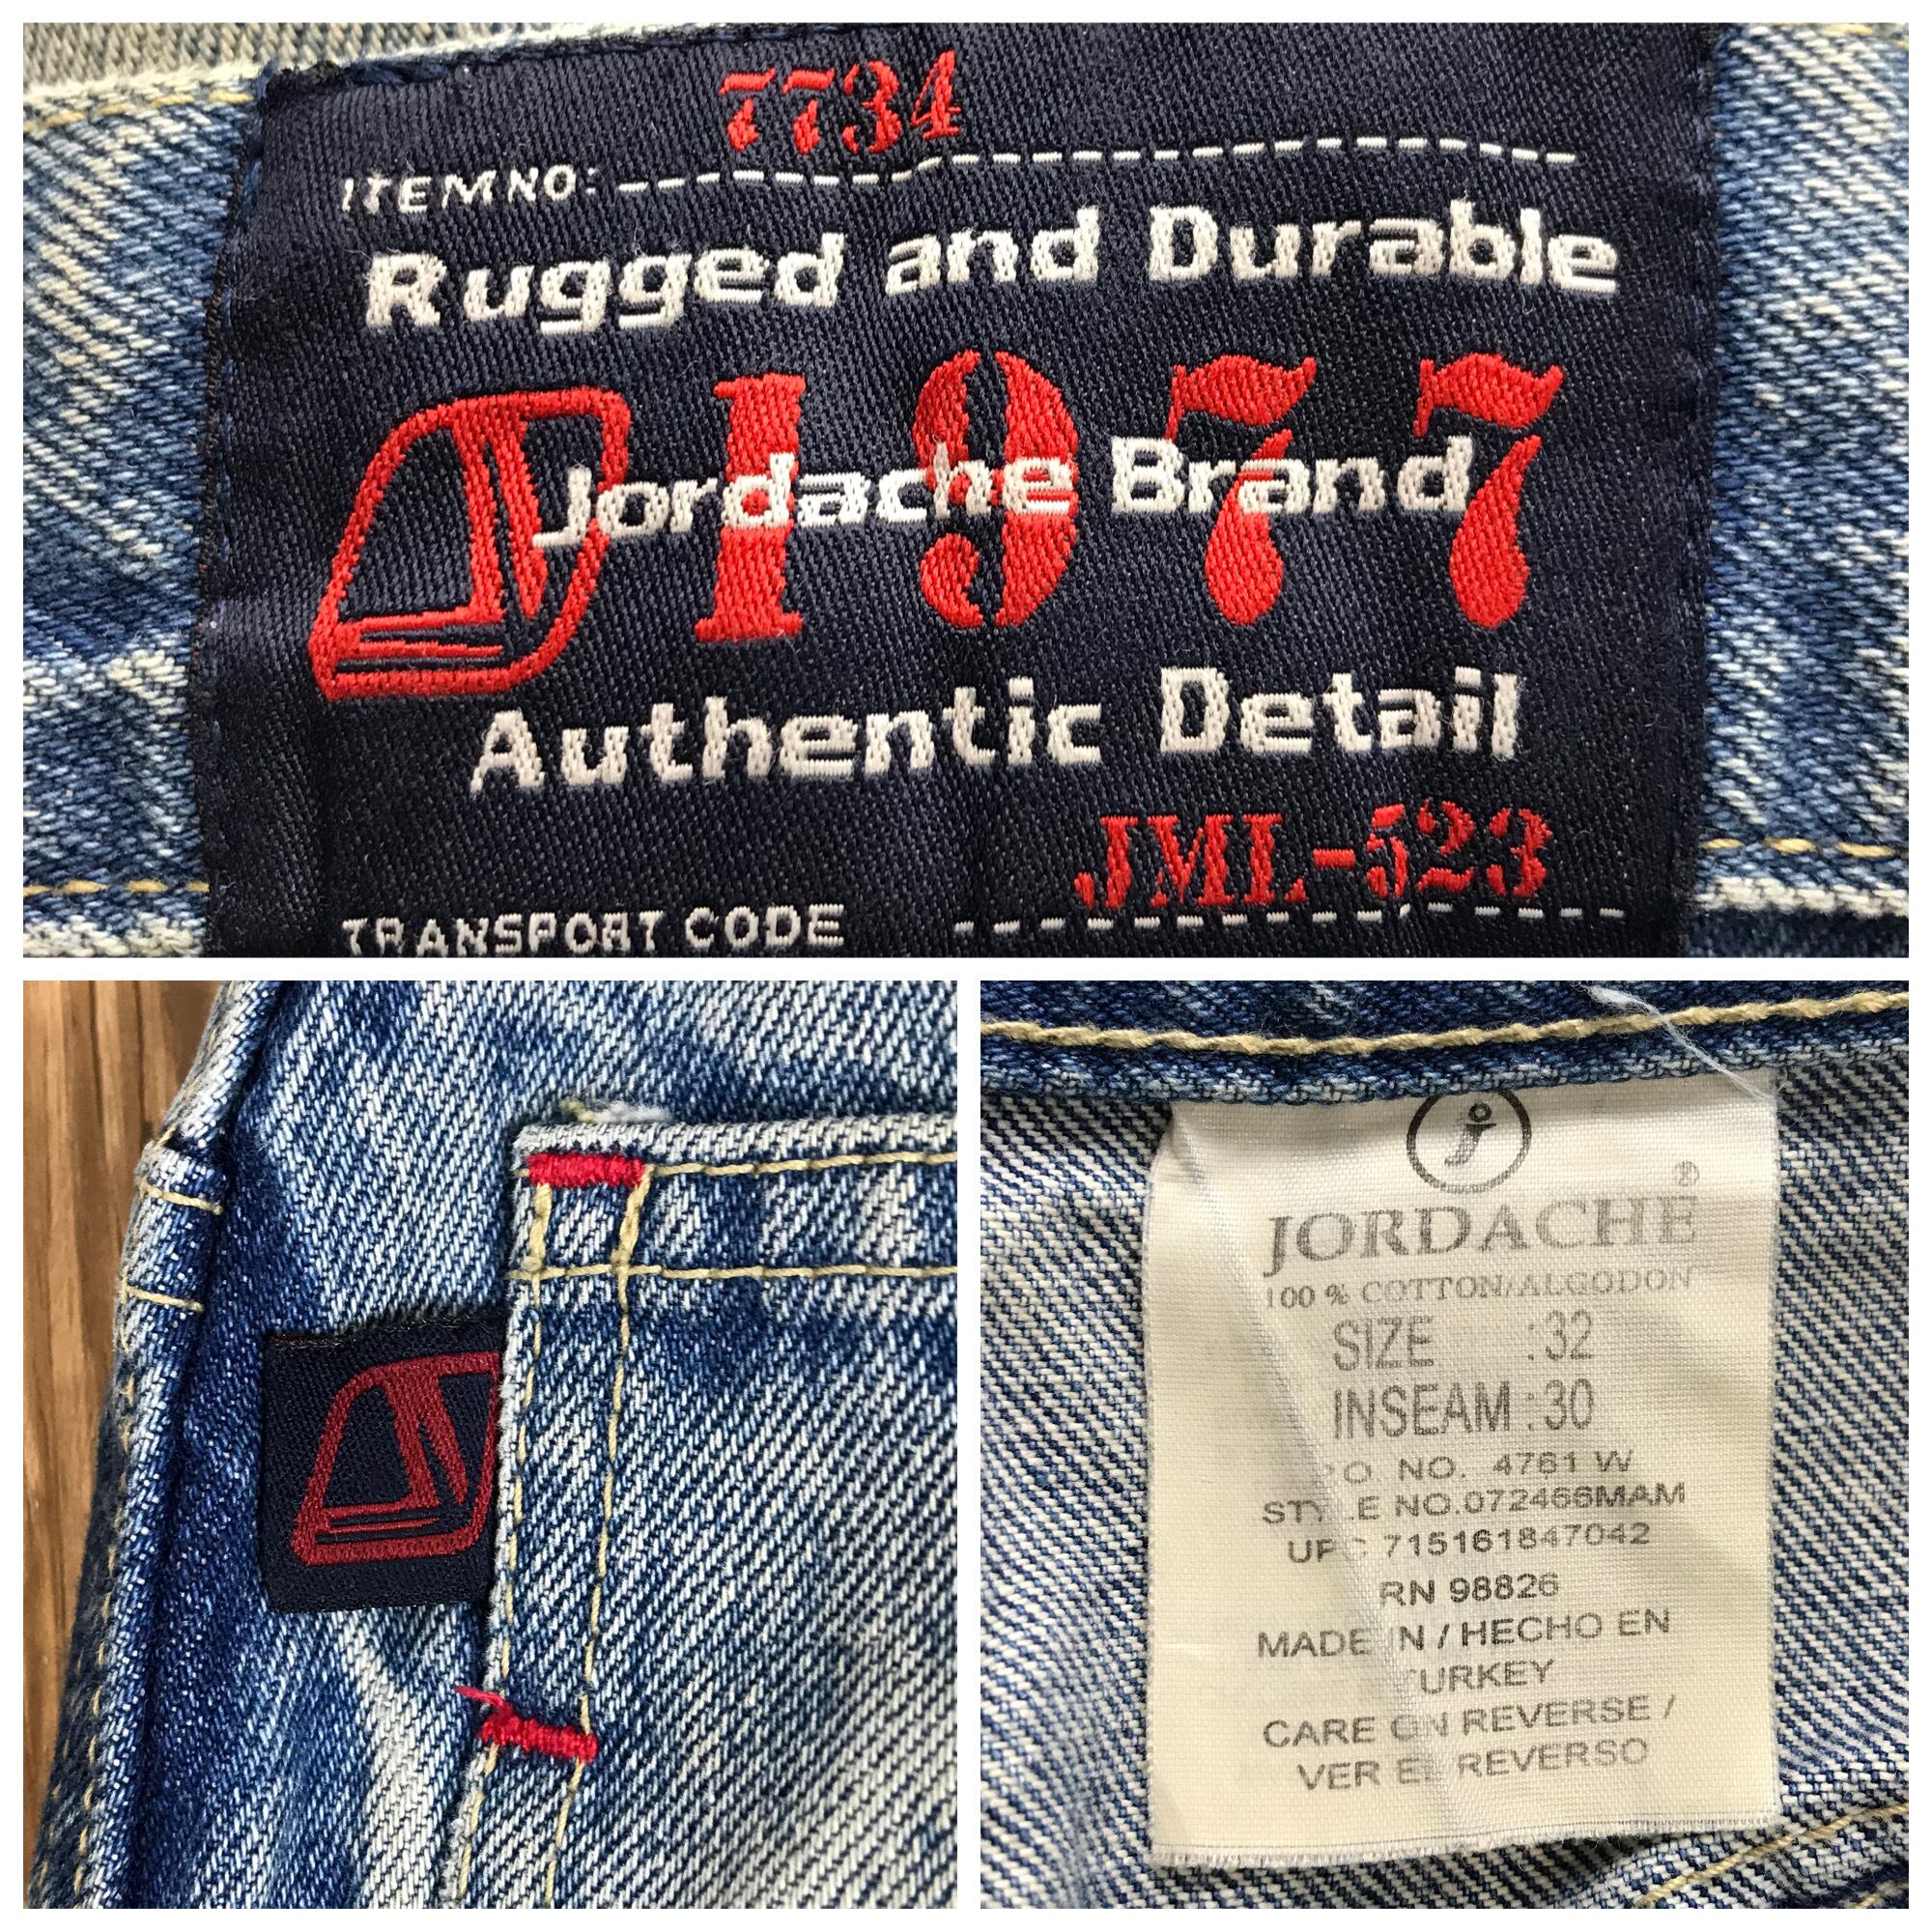 7734
ITEM NO:
Rugged and Durable
1977
Jordache Brand
Authentic Detail
JML-523
TRANSPORT CODE
j
JORDACHE®
100 % COTTON/ALGODON
SIZE :32
INSEAM :30
P.O. NO. 4761 W
STYLE NO.072466MAM
UPC 715161847042
RN 98826
MADE IN / HECHO EN
TURKEY
CARE ON REVERSE /
VER EL REVERSO